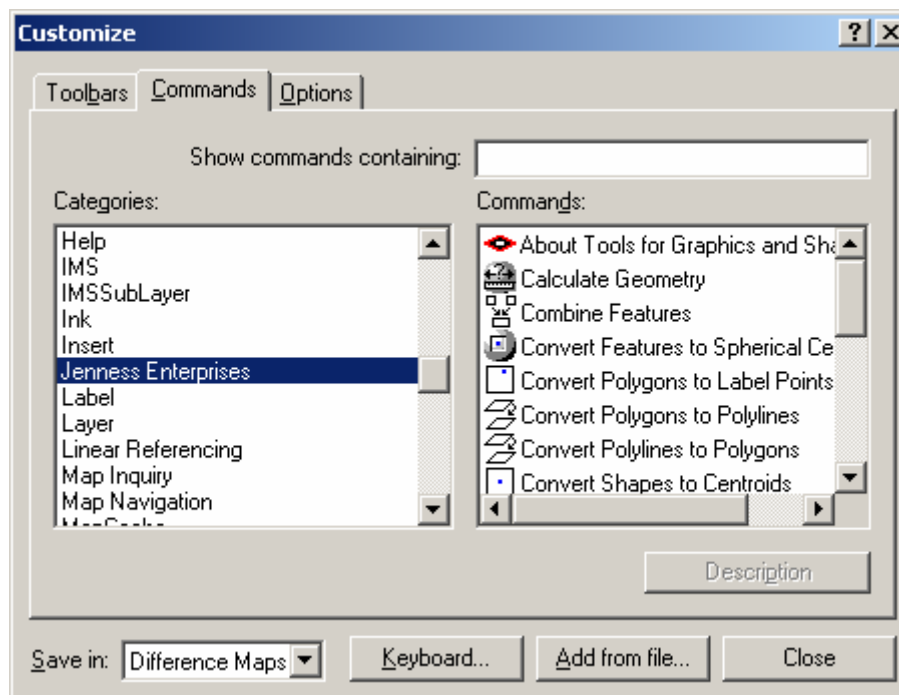 Customize
Toolbars
Commands
Options
Show commands containing:
Categories:
Help
IMS
IMSSubLayer
Ink
Insert
Jenness Enterprises
Label
Layer
Linear Referencing
Map Inquiry
Map Navigation
MapCache
Commands:
About Tools for Graphics and Sha
Calculate Geometry
Combine Features
Convert Features to Spherical Ce
Convert Polygons to Label Points
Convert Polygons to Polylines
Convert Polylines to Polygons
Convert Shapes to Centroids
Description
Save in:
Difference Maps
Keyboard...
Add from file...
Close